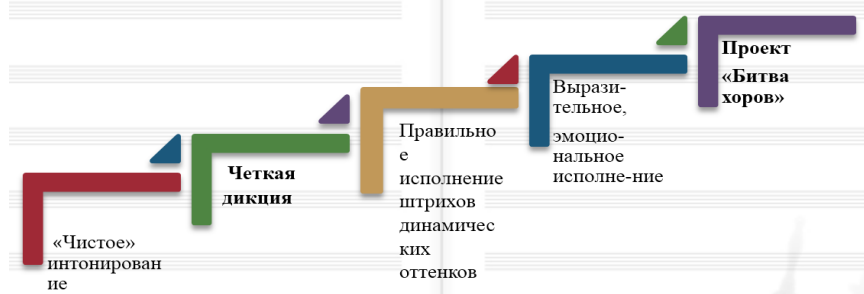 «Чистое»
интонирован
ие
Четкая
дикция
Правильно
е
исполнение
штрихов
динамичес
ких
оттенков
Вырази-
тельное,
эмоцио-
нальное
исполне-ние
Проект
«Битва
хоров»